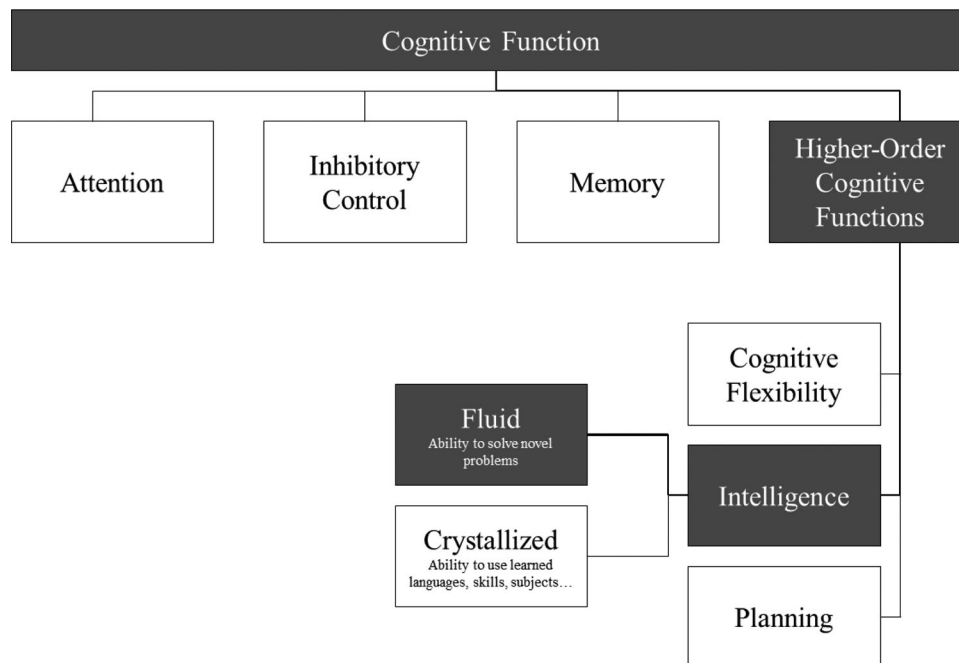 Cognitive Function
Attention
Inhibitory
Control
Memory
Higher-Order
Cognitive
Functions
Cognitive
Flexibility
Fluid
Ability to solve novel
problems
Intelligence
Crystallized
Ability to use learned
languages, skills, subjects…
Planning